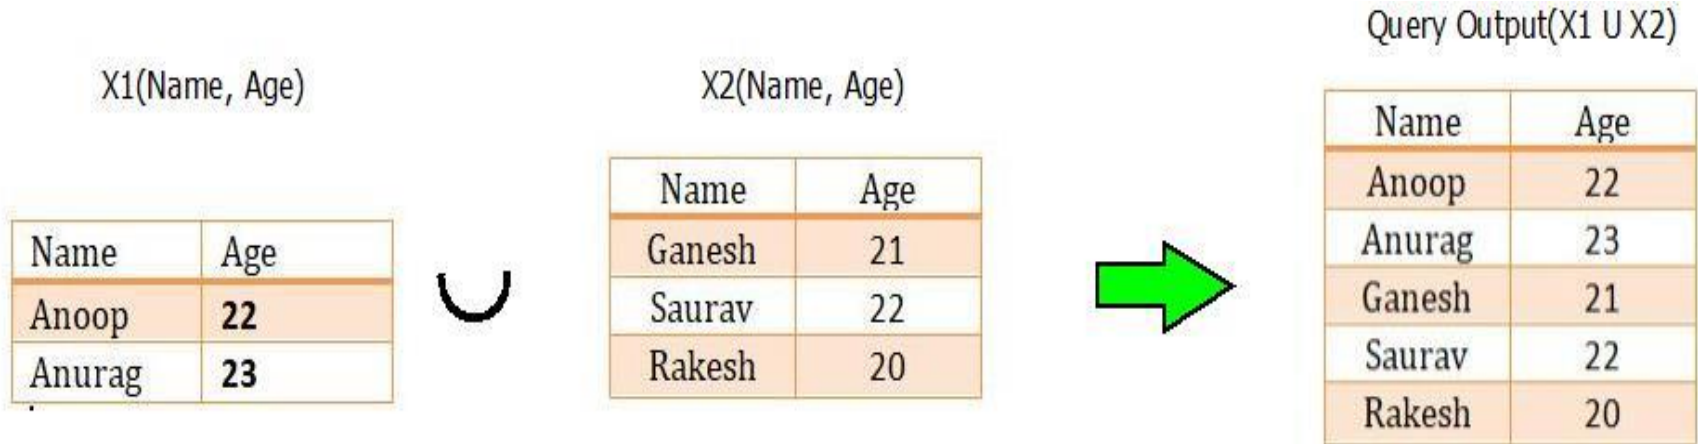 X1(Name, Age)
Name Age
Anoop 22
Anurag 23
X2(Name, Age)
Name Age
Ganesh 21
Saurav 22
Rakesh 20
Query Output(X1 U X2)
Name Age
Anoop 22
Anurag 23
Ganesh 21
Saurav 22
Rakesh 20